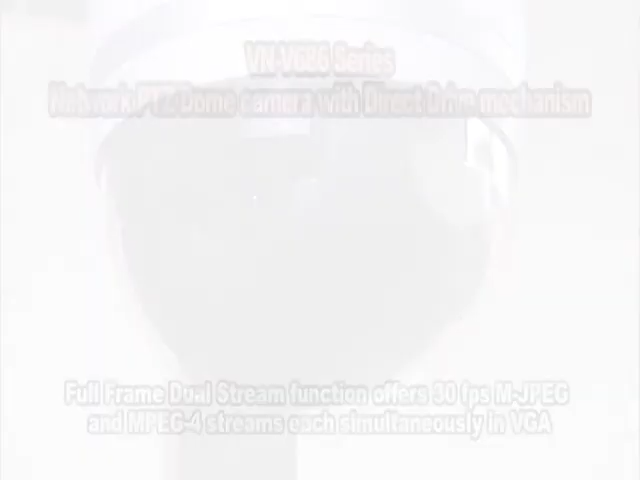 VN-V686 Series
Network PTZ Dome camera with Direct Drive mechanism
Full Frame Dual Stream function offers 30 fps M-JPEG
and MPEG-4 streams each simultaneously in VGA